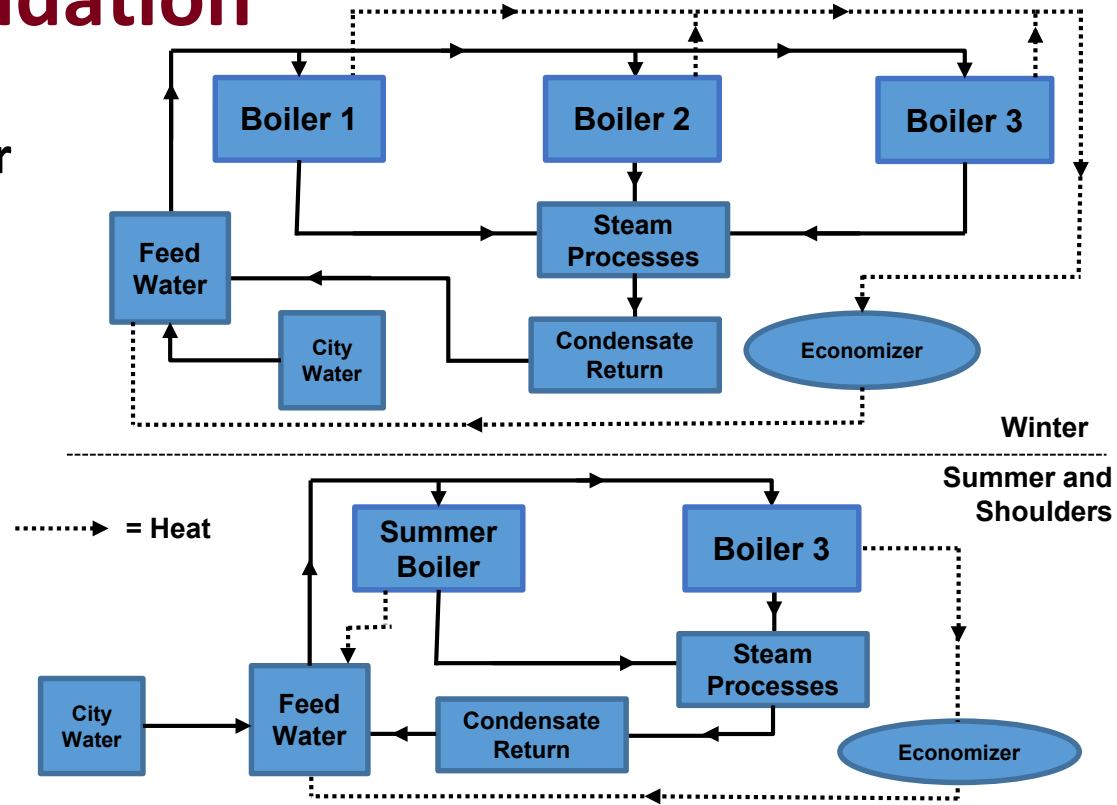 Boiler 1
Boiler 2
Boiler 3
Steam
Processes
Feed
Water
City
Water
Condensate
Return
Economizer
Winter
Summer and
Shoulders
= Heat
Summer
Boiler
Boiler 3
Steam
Processes
City
Water
Feed
Water
Condensate
Return
Economizer